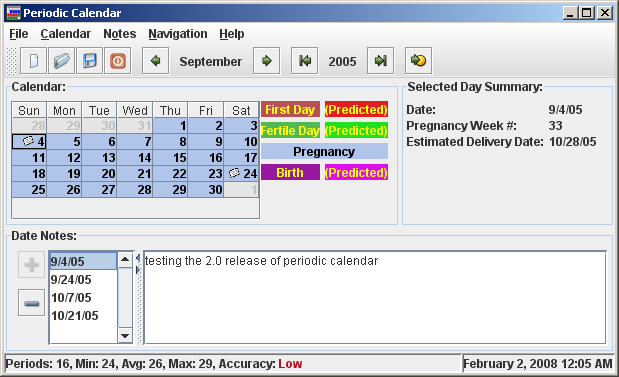 Periodic Calendar
File Calendar Notes Navigation Help
September 2005
Calendar:
Sun Mon Tue Wed Thu Fri Sat
28 29 30 31 1 2 3
4 5 6 7 8 9 10
11 12 13 14 15 16 17
18 19 20 21 22 23 24
25 26 27 28 29 30 1
First Day (Predicted)
Fertile Day (Predicted)
Pregnancy
Birth (Predicted)
Selected Day Summary:
Date: 9/4/05
Pregnancy Week #: 33
Estimated Delivery Date: 10/28/05
Date Notes:
9/4/05
9/24/05
10/7/05
10/21/05
testing the 2.0 release of periodic calendar
Periods: 16, Min: 24, Avg: 26, Max: 29, Accuracy: Low
February 2, 2008 12:05 AM